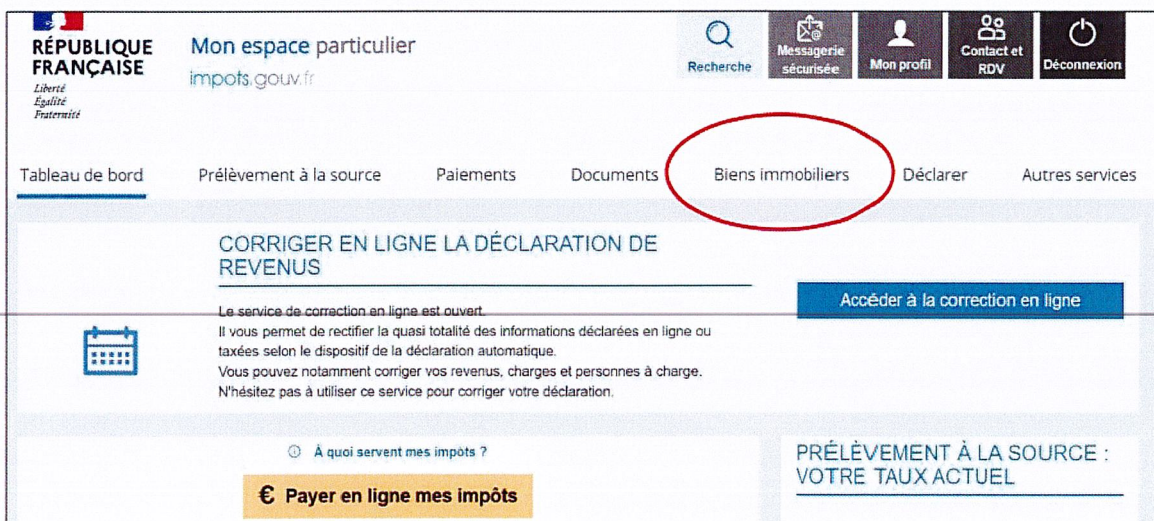 RÉPUBLIQUE
FRANÇAISE
Liberté
Égalité
Fraternité
Mon espace particulier
impots.gouv.fr
Recherche
Messagerie
sécurisée
Mon profil
Contact et
RDV
Déconnexion
Tableau de bord
Prélèvement à la source
Paiements
Documents
Biens immobiliers
Déclarer
Autres services
CORRIGER EN LIGNE LA DÉCLARATION DE
REVENUS
Le service de correction en ligne est ouvert.
Il vous permet de rectifier la quasi totalité des informations déclarées en ligne ou
taxées selon le dispositif de la déclaration automatique.
Vous pouvez notamment corriger vos revenus, charges et personnes à charge.
N'hésitez pas à utiliser ce service pour corriger votre déclaration.
Accéder à la correction en ligne
À quoi servent mes impôts ?
€ Payer en ligne mes impôts
PRÉLÈVEMENT À LA SOURCE :
VOTRE TAUX ACTUEL